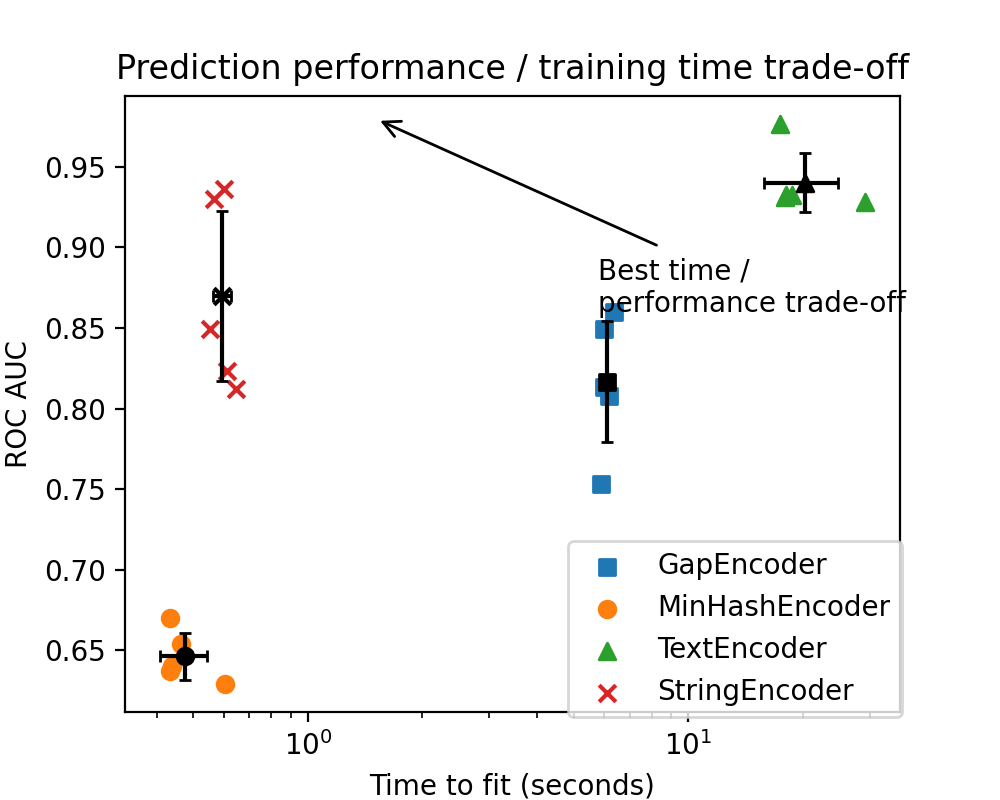 Prediction performance / training time trade-off
ROC AUC
0.95
0.90
0.85
0.80
0.75
0.70
0.65
Best time /
performance trade-off
GapEncoder
MinHashEncoder
TextEncoder
StringEncoder
10⁰
10¹
Time to fit (seconds)